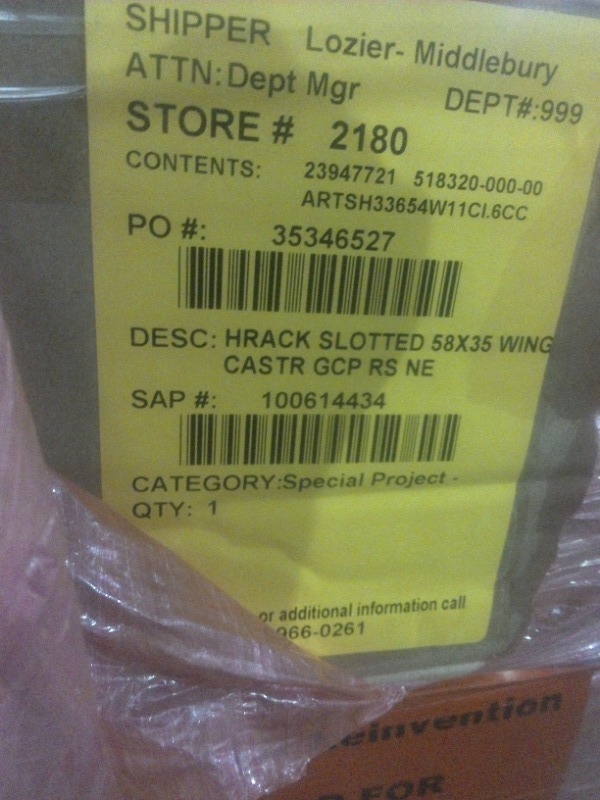 SHIPPER Lozier- Middlebury
ATTN:Dept Mgr DEPT#:999
STORE # 2180
CONTENTS: 23947721 518320-000-00
ARTSH33654W11CI.6CC
PO #: 35346527
DESC: HRACK SLOTTED 58X35 WING
CASTR GCP RS NE
SAP #: 100614434
CATEGORY:Special Project -
QTY: 1
or additional information call
966-0261
einvention
FOR